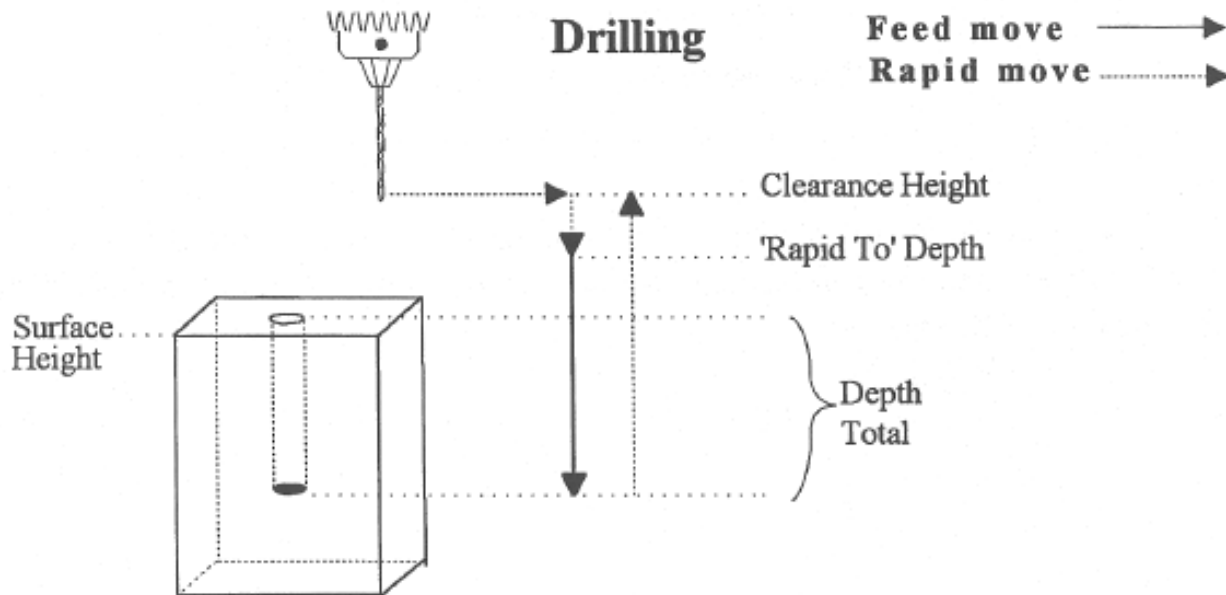 Drilling
Feed move
Rapid move
Clearance Height
'Rapid To' Depth
Surface
Height
Depth
Total